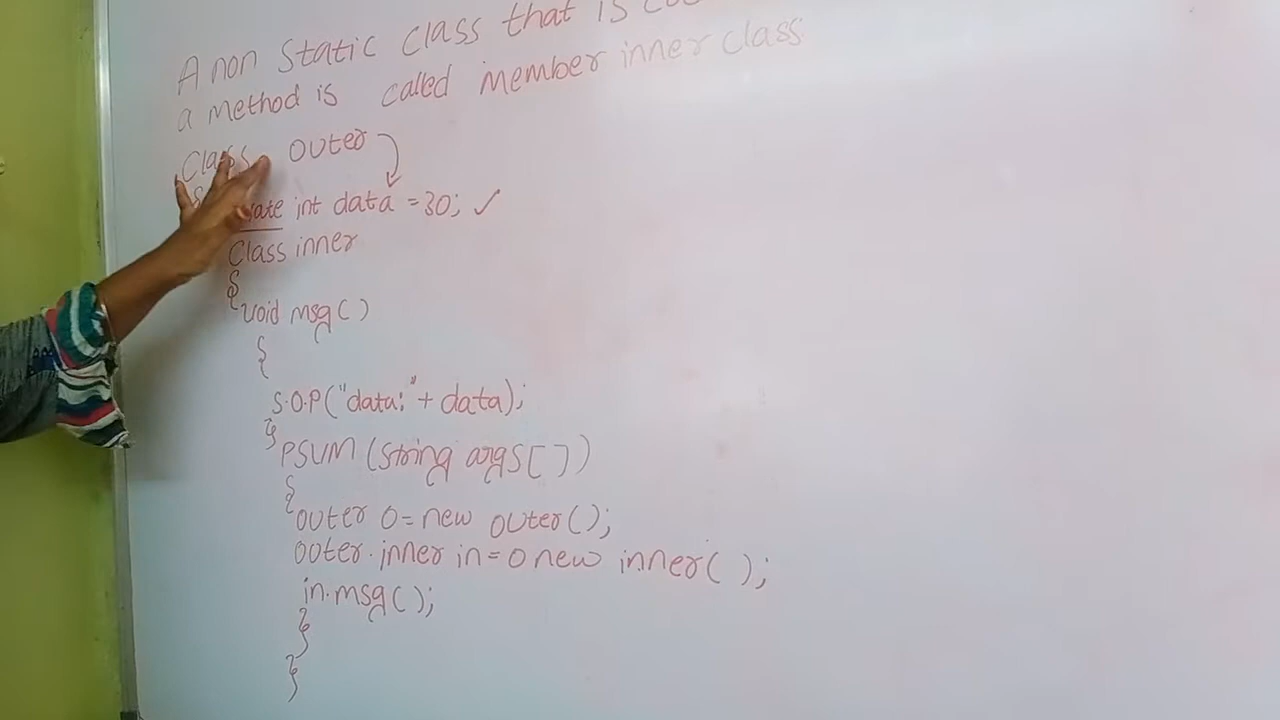 A non Static class that is
a method is called member inner class
Class outer
{
int data =30; ✓
Class inner
{
void msg()
{
S.O.P("data:"+ data);
}
PSVM (string args[])
{
outer o=new outer();
outer.inner in=o new inner();
in.msg();
}
}